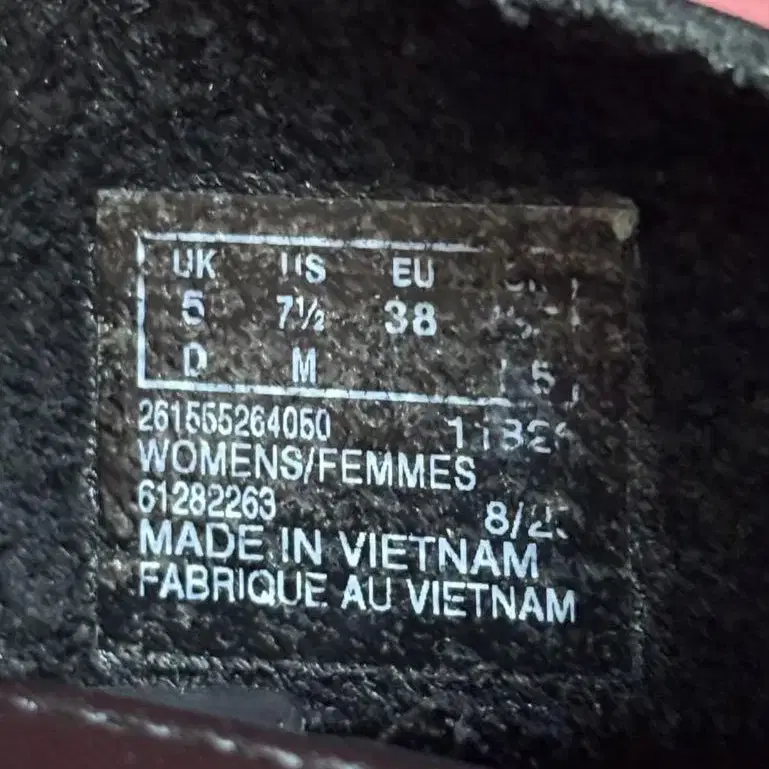 UK US EU
5 7½ 38
D M
261555264050
WOMENS/FEMMES
61282263
MADE IN VIETNAM
FABRIQUE AU VIETNAM